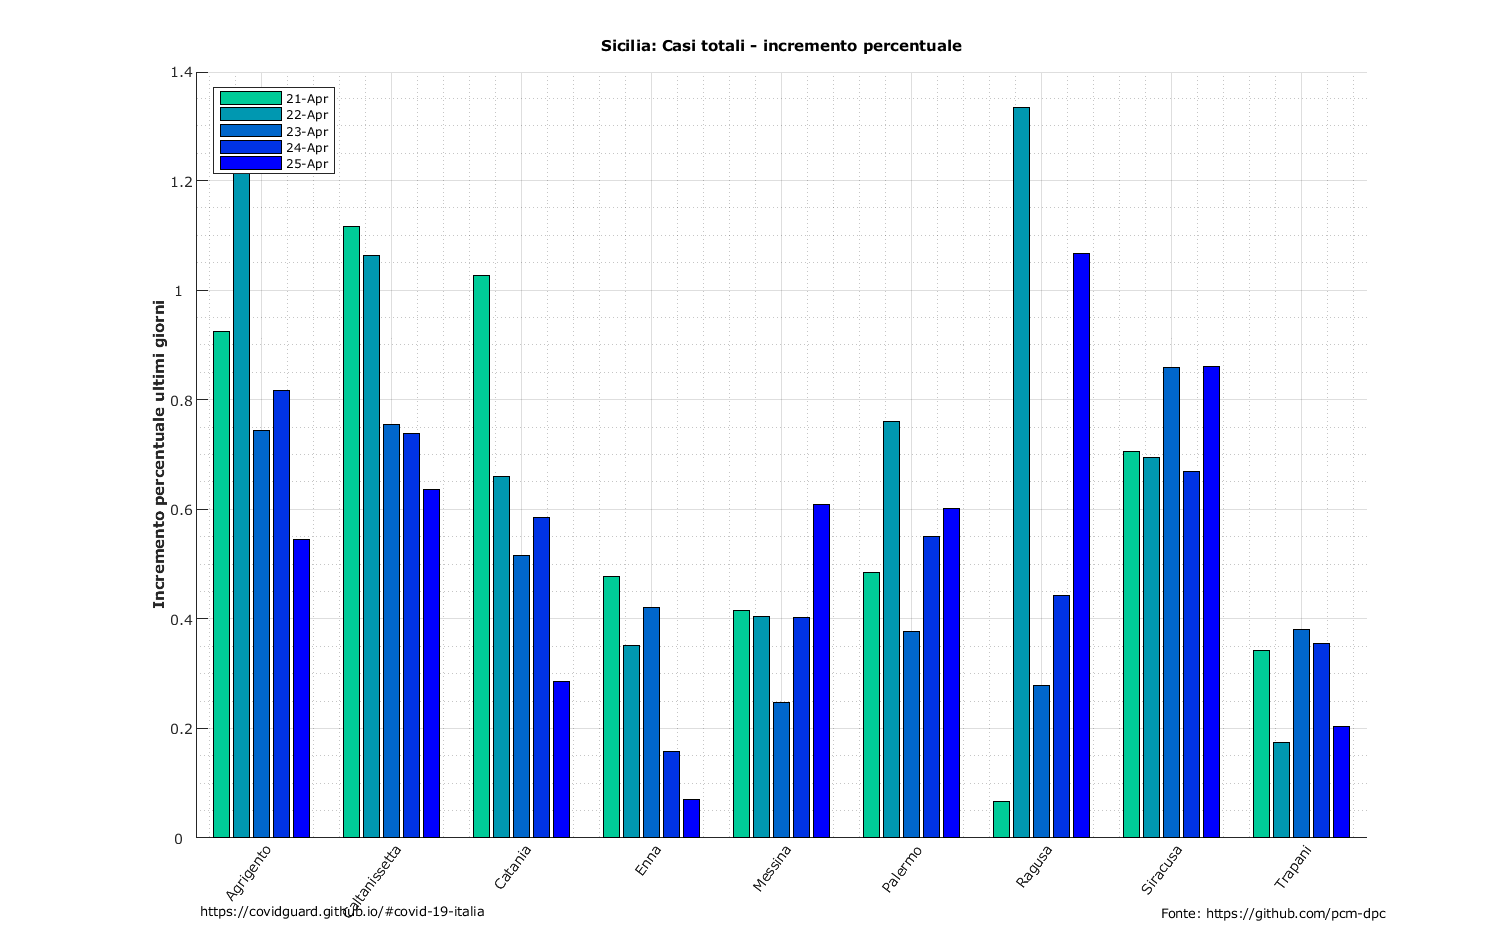 Sicilia: Casi totali - incremento percentuale
1.4
1.2
1
0.8
0.6
0.4
0.2
0
Incremento percentuale ultimi giorni
21-Apr
22-Apr
23-Apr
24-Apr
25-Apr
Agrigento
Caltanissetta
Catania
Enna
Messina
Palermo
Ragusa
Siracusa
Trapani
https://covidguard.github.io/#covid-19-italia
Fonte: https://github.com/pcm-dpc